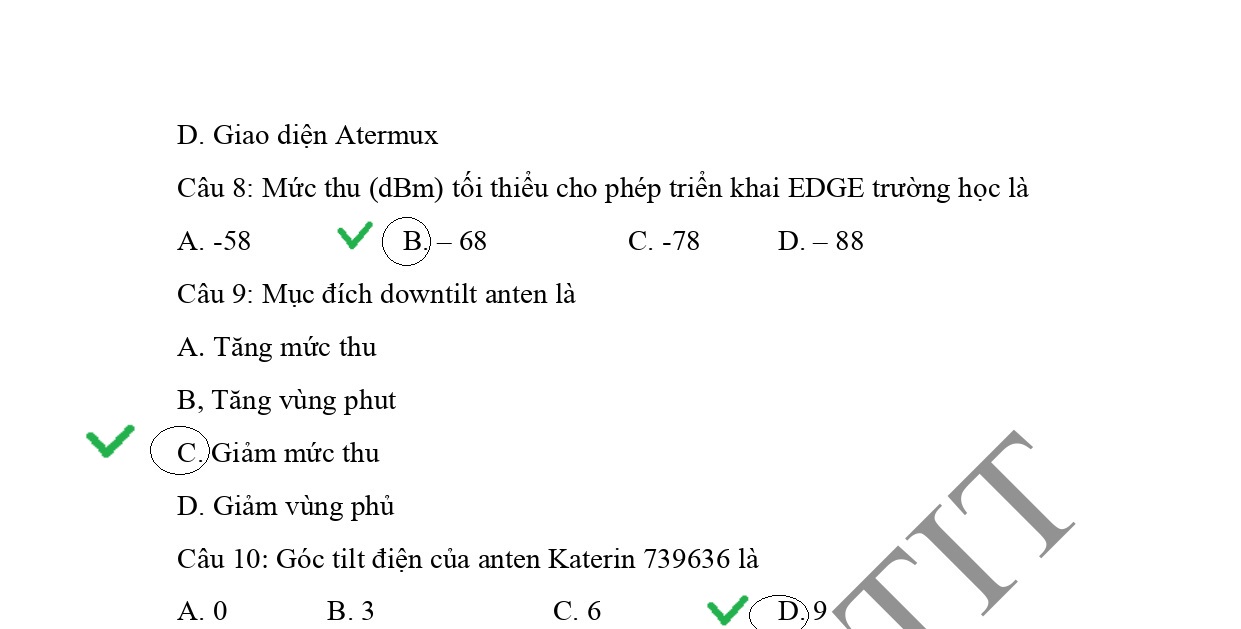 D. Giao diện Atermux
Câu 8: Mức thu (dBm) tối thiểu cho phép triển khai EDGE trường học là
A. -58 B. – 68 C. -78 D. – 88
Câu 9: Mục đích downtilt anten là
A. Tăng mức thu
B, Tăng vùng phut
C. Giảm mức thu
D. Giảm vùng phủ
Câu 10: Góc tilt điện của anten Katerin 739636 là
A. 0 B. 3 C. 6 D. 9
TIT